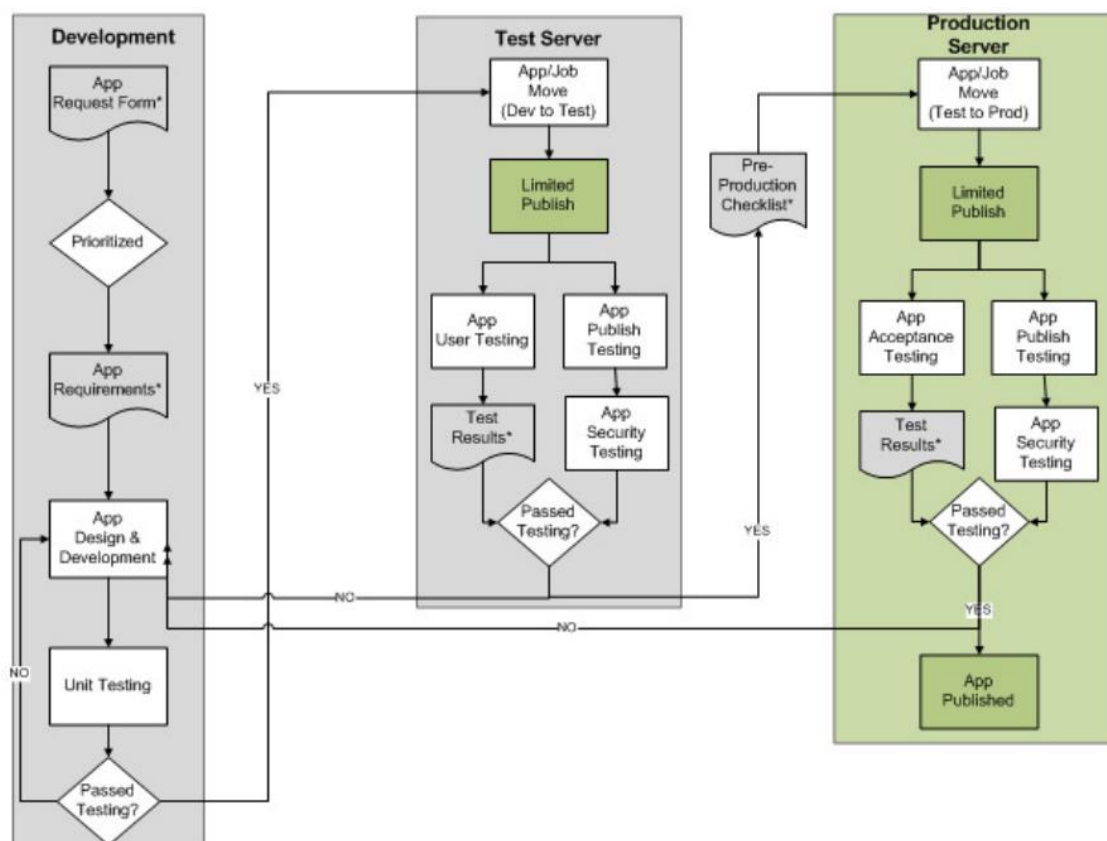 Development
App
Request Form*
Prioritized
App
Requirements*
App
Design &
Development
NO
Unit Testing
Passed
Testing?
YES
Test Server
App/Job
Move
(Dev to Test)
Limited
Publish
App
User Testing
App
Publish
Testing
Test
Results*
App
Security
Testing
Passed
Testing?
NO
YES
Pre-
Production
Checklist*
Production
Server
App/Job
Move
(Test to Prod)
Limited
Publish
App
Acceptance
Testing
App
Publish
Testing
Test
Results*
App
Security
Testing
Passed
Testing?
NO
YES
App
Published